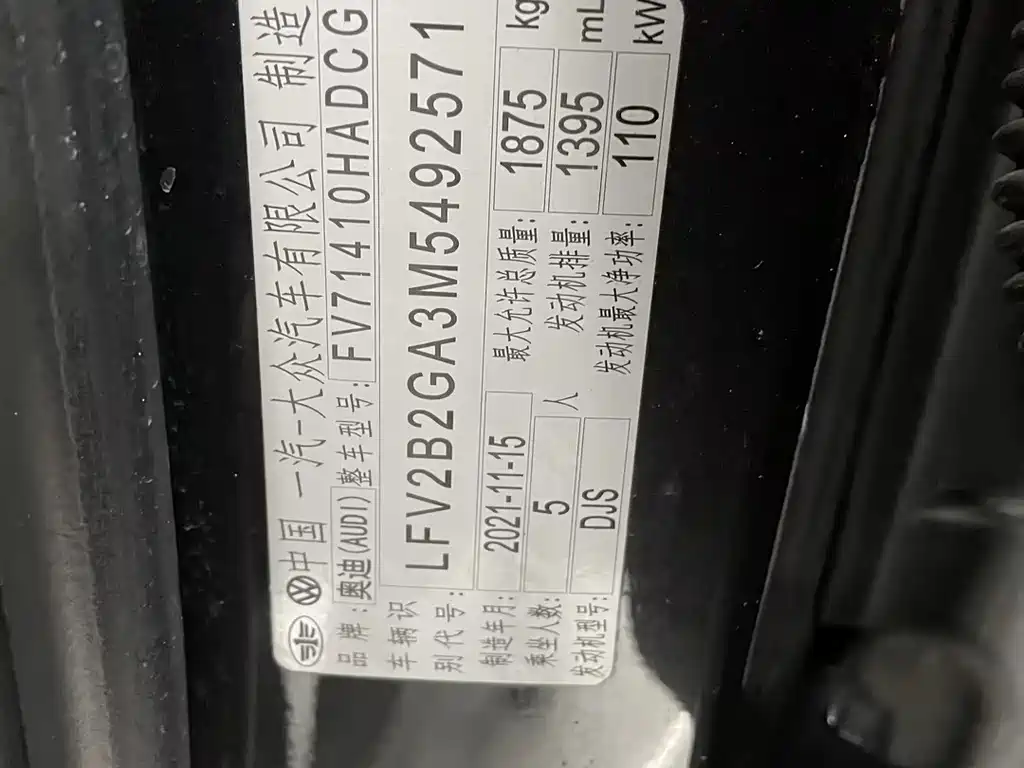 中国 一汽-大众汽车有限公司 制造
品牌: 奥迪(AUDI) 整车型号: FV71410HADCG
车辆识别代号: LFV2B2GA3M5492571
制造年月: 2021-11-15 最大允许总质量: 1875 kg
乘坐人数: 5 人 发动机排量: 1395 mL
发动机型号: DJS 发动机最大净功率: 110 kW